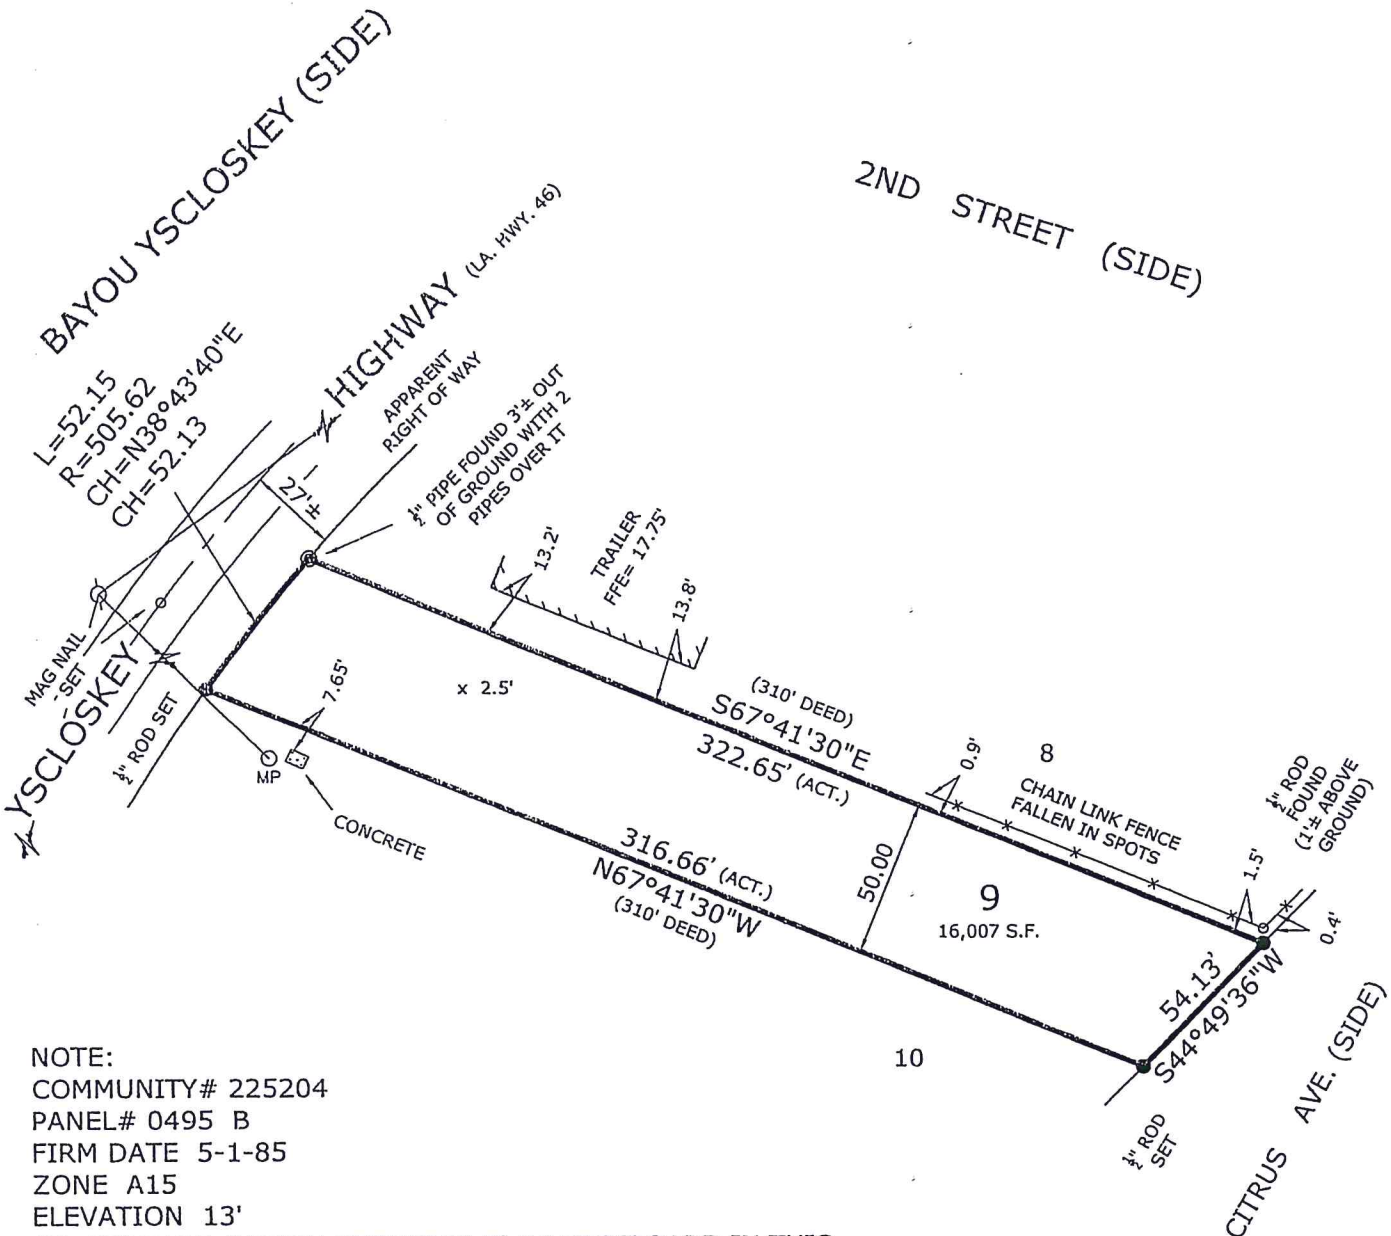 BAYOU YSCLOSKEY (SIDE)
2ND STREET (SIDE)
L=52.15
R=505.62
CH=N38°43'40"E
CH=52.13
HIGHWAY (LA. HWY. 46)
APPARENT
RIGHT OF WAY
½" PIPE FOUND 3'± OUT
OF GROUND WITH 2
PIPES OVER IT
27'±
13.2'
TRAILER
FFE= 17.75'
13.8'
MAG NAIL
SET
YSCLOSKEY
½" ROD SET
7.65'
x 2.5'
MP
CONCRETE
(310' DEED)
S67°41'30"E
322.65' (ACT.)
0.9'
8
CHAIN LINK FENCE
FALLEN IN SPOTS
½" ROD
FOUND
(1'± ABOVE
GROUND)
1.5'
0.4'
316.66' (ACT.)
N67°41'30"W
(310' DEED)
50.00
9
16,007 S.F.
54.13'
S44°49'36"W
10
½" ROD
SET
CITRUS AVE. (SIDE)
NOTE:
COMMUNITY# 225204
PANEL# 0495 B
FIRM DATE 5-1-85
ZONE A15
ELEVATION 13'